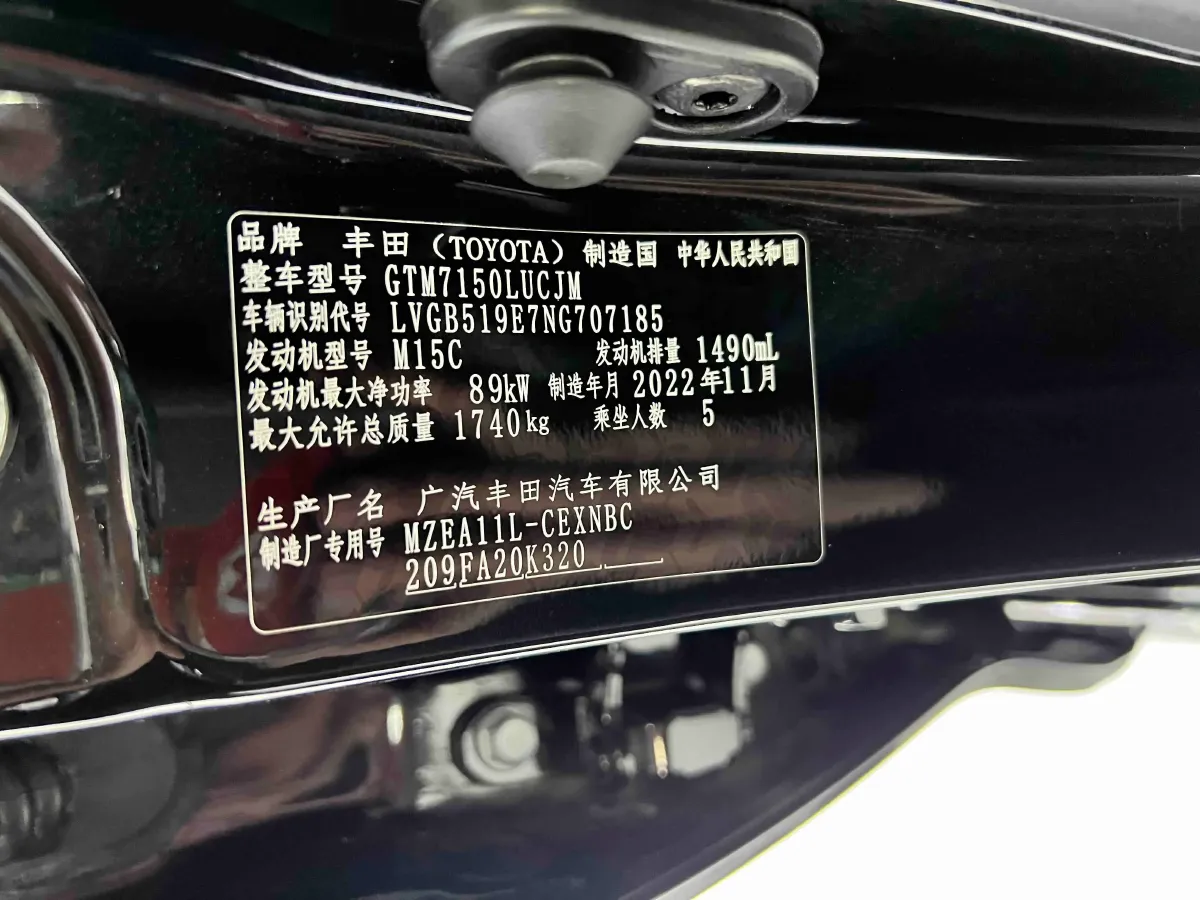 品牌 丰田（TOYOTA）制造国 中华人民共和国
整车型号 GTM7150LUCJM
车辆识别代号 LVGB519E7NG707185
发动机型号 M15C 发动机排量 1490mL
发动机最大净功率 89kW 制造年月 2022年11月
最大允许总质量 1740kg 乘坐人数 5
生产厂名 广汽丰田汽车有限公司
制造厂专用号 MZEA11L-CEXNBC
209FA20K320